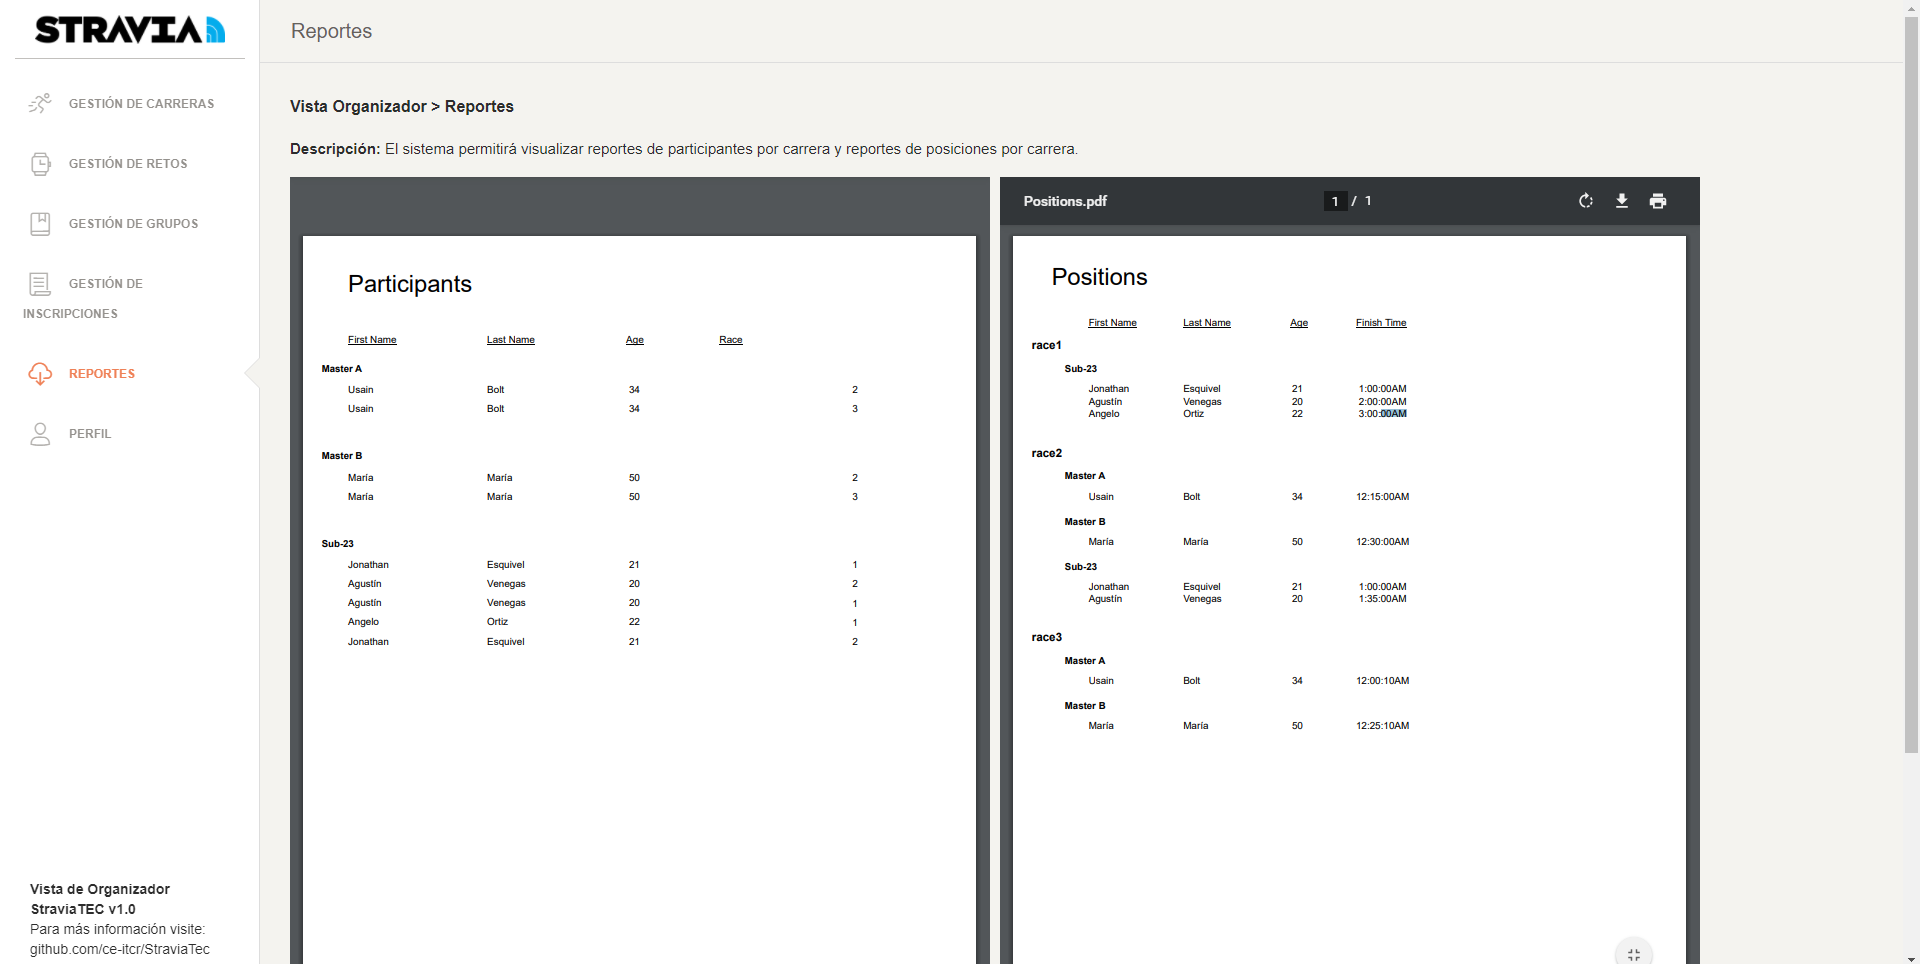 STRAVIA
Reportes
GESTIÓN DE CARRERAS
GESTIÓN DE RETOS
GESTIÓN DE GRUPOS
GESTIÓN DE
INSCRIPCIONES
REPORTES
PERFIL
Vista de Organizador
StraviaTEC v1.0
Para más información visite:
github.com/ce-itcr/StraviaTec
Vista Organizador > Reportes
Descripción: El sistema permitirá visualizar reportes de participantes por carrera y reportes de posiciones por carrera.
Participants
First Name Last Name Age Race
Master A
Usain Bolt 34 2
Usain Bolt 34 3
Master B
María María 50 2
María María 50 3
Sub-23
Jonathan Esquivel 21 1
Agustín Venegas 20 2
Agustín Venegas 20 1
Angelo Ortiz 22 1
Jonathan Esquivel 21 2
Positions.pdf 1 / 1
Positions
First Name Last Name Age Finish Time
race1
Sub-23
Jonathan Esquivel 21 1:00:00AM
Agustín Venegas 20 2:00:00AM
Angelo Ortiz 22 3:00:00AM
race2
Master A
Usain Bolt 34 12:15:00AM
Master B
María María 50 12:30:00AM
Sub-23
Jonathan Esquivel 21 1:00:00AM
Agustín Venegas 20 1:35:00AM
race3
Master A
Usain Bolt 34 12:00:10AM
Master B
María María 50 12:25:10AM